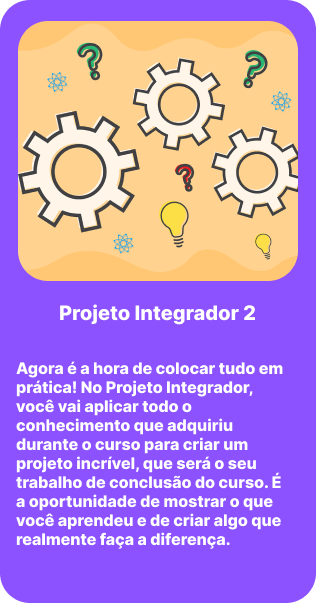 Projeto Integrador 2
Agora é a hora de colocar tudo em
prática! No Projeto Integrador,
você vai aplicar todo o
conhecimento que adquiriu
durante o curso para criar um
projeto incrível, que será o seu
trabalho de conclusão do curso. É
a oportunidade de mostrar o que
você aprendeu e de criar algo que
realmente faça a diferença.